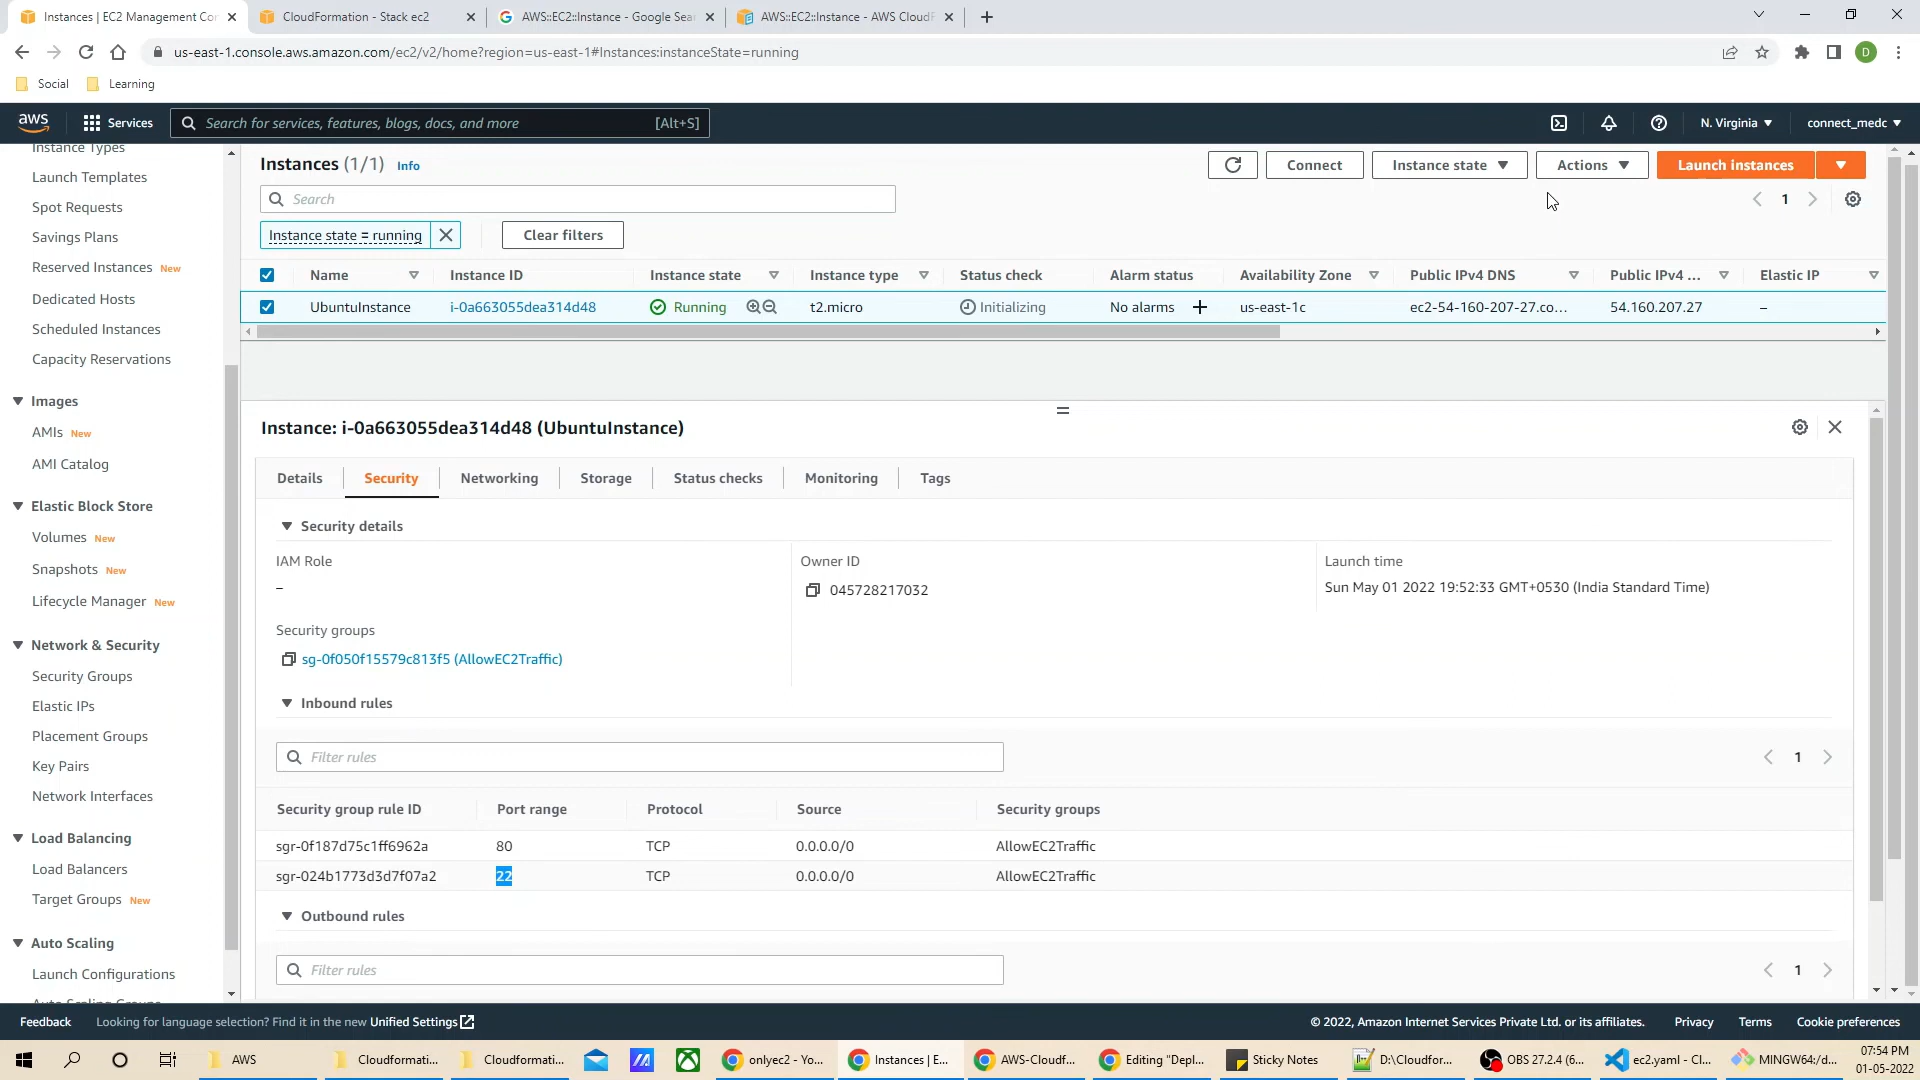 Instances | EC2 Management Con
CloudFormation - Stack ec2
AWS::EC2::Instance - Google Sea
AWS::EC2::Instance - AWS CloudF
us-east-1.console.aws.amazon.com/ec2/v2/home?region=us-east-1#Instances:instanceState=running
D
Social
Learning
aws
Services
Search for services, features, blogs, docs, and more
[Alt+S]
N. Virginia
connect_medc
Instance Types
Launch Templates
Spot Requests
Savings Plans
Reserved Instances New
Dedicated Hosts
Scheduled Instances
Capacity Reservations
Images
AMIs New
AMI Catalog
Elastic Block Store
Volumes New
Snapshots New
Lifecycle Manager New
Network & Security
Security Groups
Elastic IPs
Placement Groups
Key Pairs
Network Interfaces
Load Balancing
Load Balancers
Target Groups New
Auto Scaling
Launch Configurations
Auto Scaling Groups
Instances (1/1) Info
Connect
Instance state
Actions
Launch instances
Search
1
Instance state = running
Clear filters
Name Instance ID Instance state Instance type Status check Alarm status Availability Zone Public IPv4 DNS Public IPv4 ... Elastic IP
UbuntuInstance i-0a663055dea314d48 Running t2.micro Initializing No alarms + us-east-1c ec2-54-160-207-27.co... 54.160.207.27 –
Instance: i-0a663055dea314d48 (UbuntuInstance)
Details Security Networking Storage Status checks Monitoring Tags
Security details
IAM Role
–
Owner ID
045728217032
Launch time
Sun May 01 2022 19:52:33 GMT+0530 (India Standard Time)
Security groups
sg-0f050f15579c813f5 (AllowEC2Traffic)
Inbound rules
Filter rules
1
Security group rule ID Port range Protocol Source Security groups
sgr-0f187d75c1ff6962a 80 TCP 0.0.0.0/0 AllowEC2Traffic
sgr-024b1773d3d7f07a2 22 TCP 0.0.0.0/0 AllowEC2Traffic
Outbound rules
Filter rules
1
Feedback
Looking for language selection? Find it in the new Unified Settings
© 2022, Amazon Internet Services Private Ltd. or its affiliates.
Privacy
Terms
Cookie preferences
AWS
Cloudformati...
Cloudformati...
onlyec2 - Yo...
Instances | E...
AWS-Cloudf...
Editing "Depl...
Sticky Notes
D:\Cloudfor...
OBS 27.2.4 (6...
ec2.yaml - Cl...
MINGW64:/d...
07:54 PM
01-05-2022